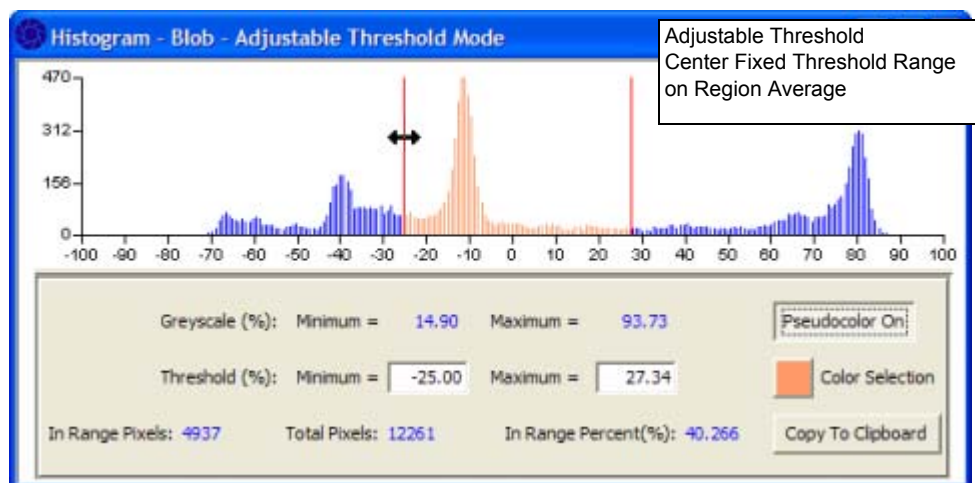 Histogram - Blob - Adjustable Threshold Mode
Adjustable Threshold
Center Fixed Threshold Range
on Region Average
470
312
156
0
-100 -90 -80 -70 -60 -50 -40 -30 -20 -10 0 10 20 30 40 50 60 70 80 90 100
Greyscale (%): Minimum = 14.90 Maximum = 93.73 Pseudocolor On
Threshold (%): Minimum = -25.00 Maximum = 27.34 Color Selection
In Range Pixels: 4937 Total Pixels: 12261 In Range Percent(%): 40.266 Copy To Clipboard